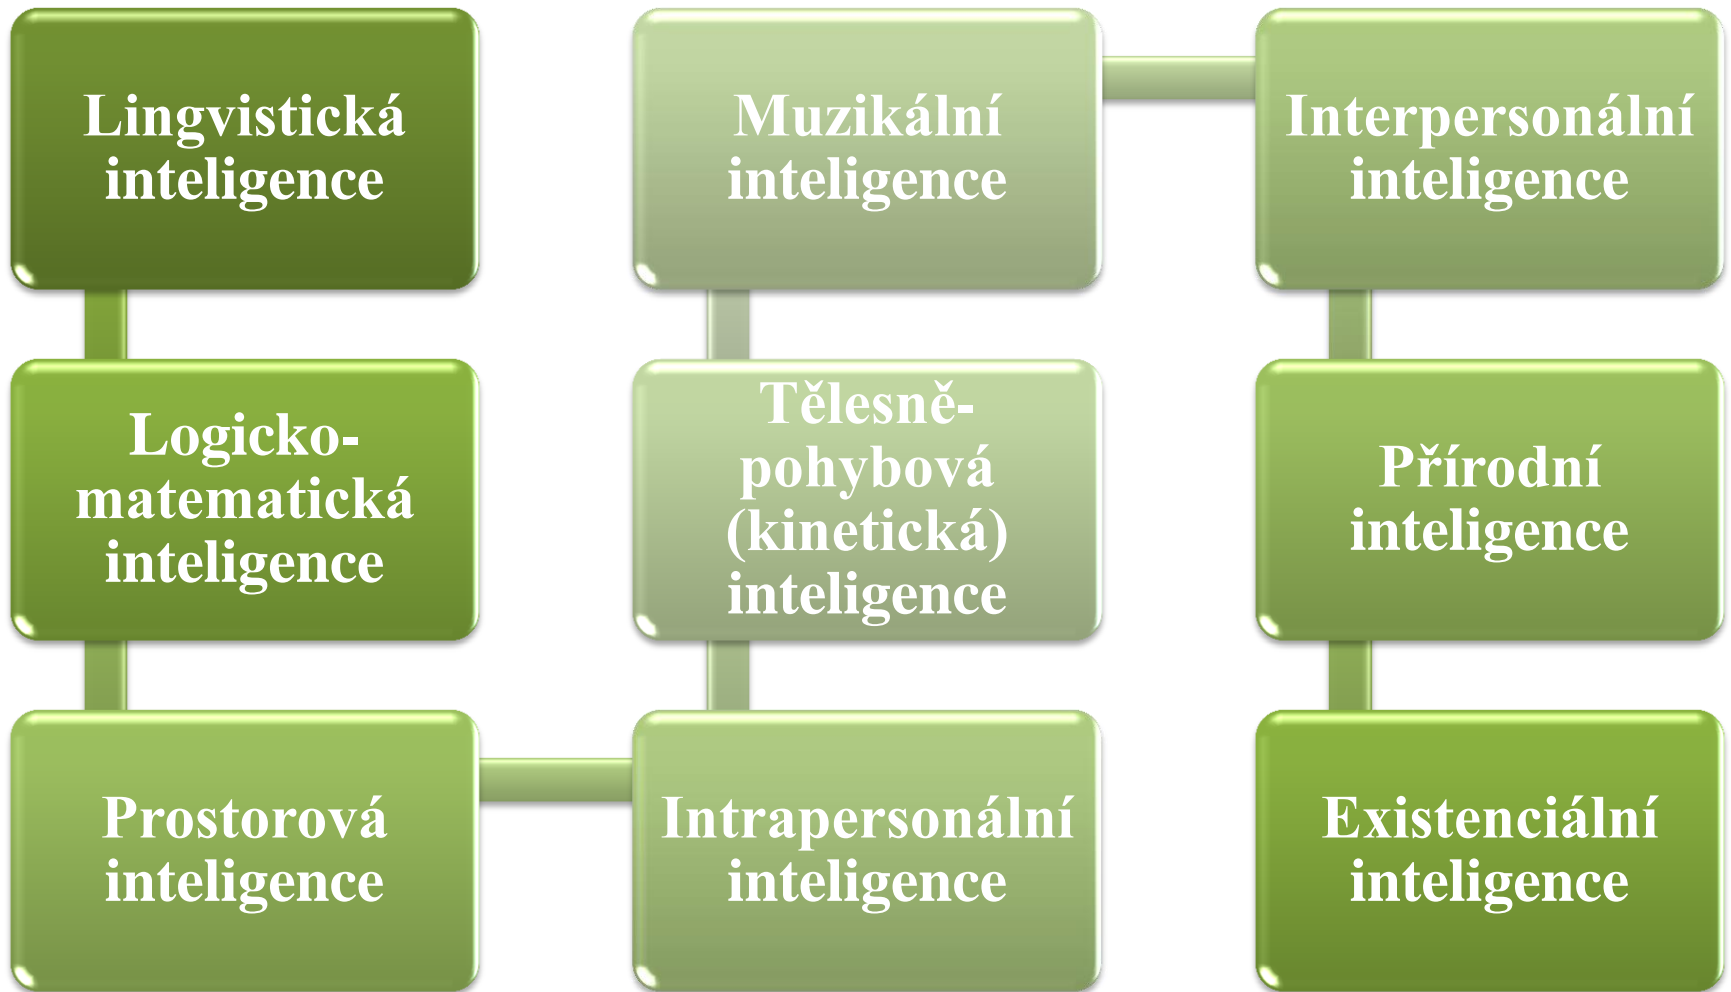 Lingvistická
inteligence
Logicko-
matematická
inteligence
Prostorová
inteligence
Intrapersonální
inteligence
Tělesně-
pohybová
(kinetická)
inteligence
Muzikální
inteligence
Interpersonální
inteligence
Přírodní
inteligence
Existenciální
inteligence